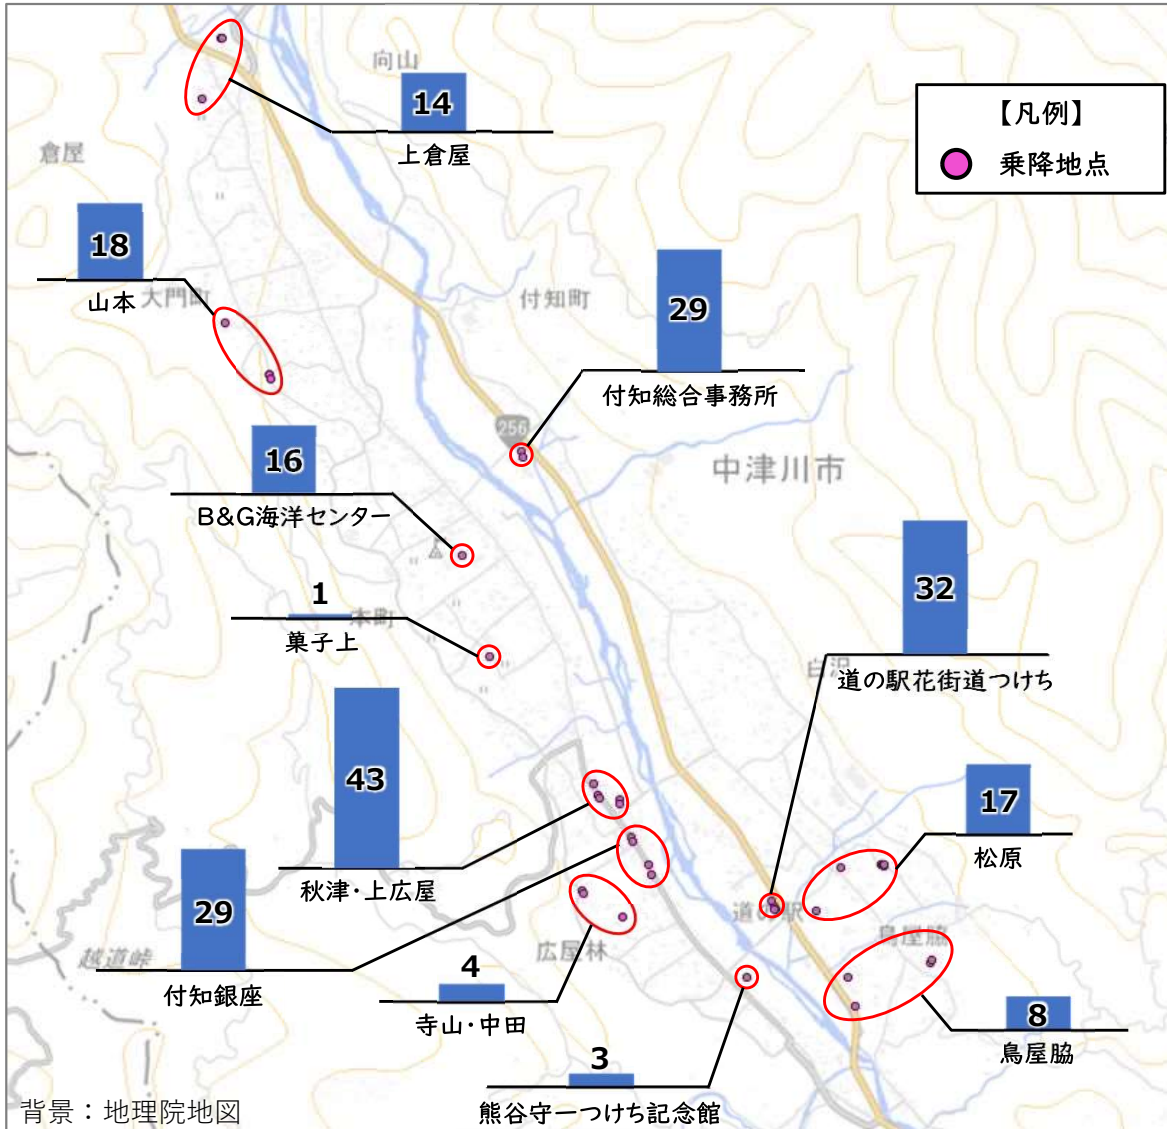 向山
14
上倉屋
【凡例】
乗降地点
倉屋
18
山本
大門町
付知町
29
付知総合事務所
256
中津川市
16
B&G海洋センター
1
本町
菓子上
32
白沢
道の駅花街道つけち
43
秋津・上広屋
17
松原
29
付知銀座
越道峠
道の駅
鳥屋脇
広屋林
4
寺山・中田
8
鳥屋脇
3
熊谷守一つけち記念館
背景：地理院地図